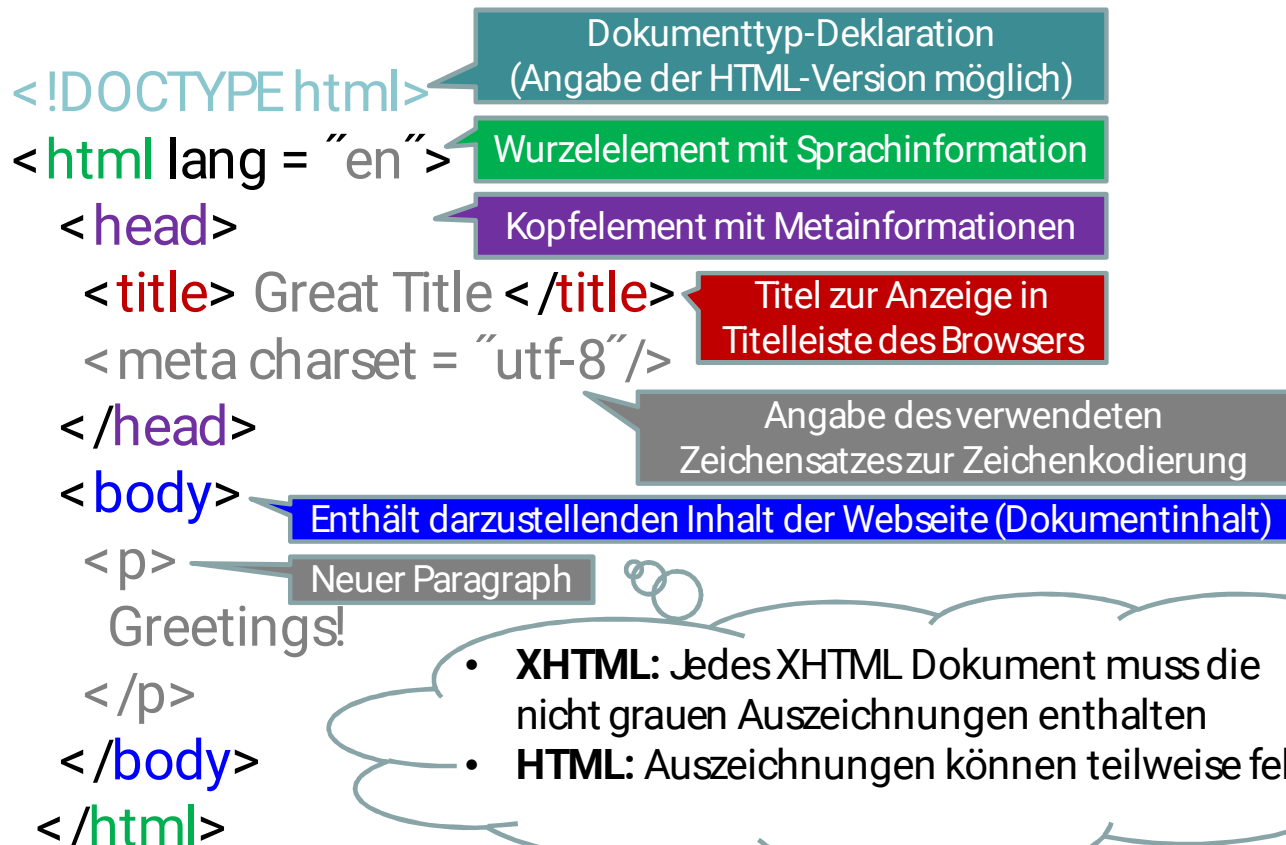 <!DOCTYPE html>
Dokumenttyp-Deklaration
(Angabe der HTML-Version möglich)
<html lang = ˝en˝>
Wurzelelement mit Sprachinformation
<head>
Kopfelement mit Metainformationen
<title> Great Title </title>
Titel zur Anzeige in
Titelleiste des Browsers
<meta charset = ˝utf-8˝/>
</head>
Angabe des verwendeten
Zeichensatzes zur Zeichenkodierung
<body>
Enthält darzustellenden Inhalt der Webseite (Dokumentinhalt)
<p>
Neuer Paragraph
Greetings!
</p>
</body>
</html>
• XHTML: Jedes XHTML Dokument muss die
nicht grauen Auszeichnungen enthalten
• HTML: Auszeichnungen können teilweise